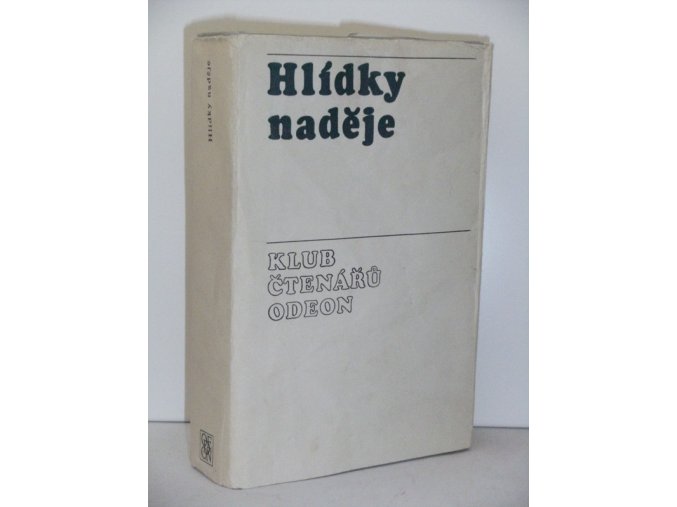 Hlídky
naděje
KLUB
ČTENÁŘŮ
ODEON
Hlídky naděje